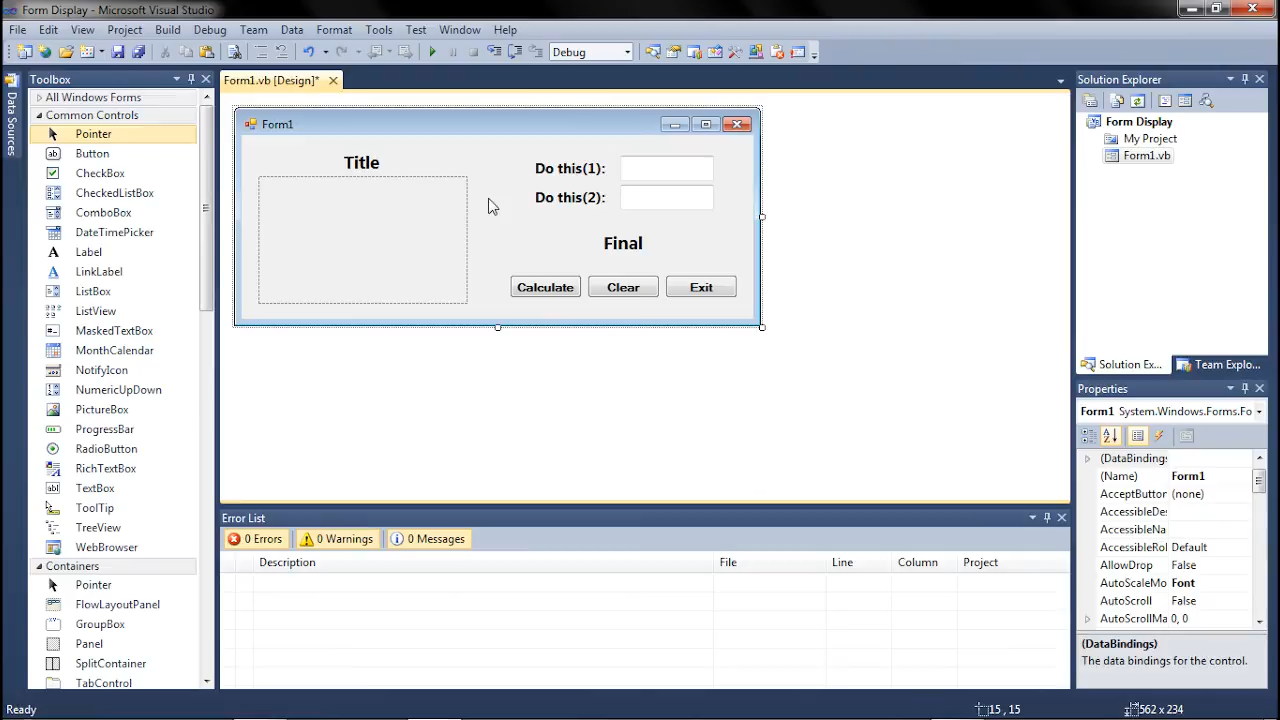 Form Display - Microsoft Visual Studio
File Edit View Project Build Debug Team Format Data Tools Test Window Help
Debug
Data Sources
Toolbox
All Windows Forms
Common Controls
Pointer
Button
CheckBox
CheckedListBox
ComboBox
DateTimePicker
Label
LinkLabel
ListBox
ListView
MaskedTextBox
MonthCalendar
NotifyIcon
NumericUpDown
PictureBox
ProgressBar
RadioButton
RichTextBox
TextBox
ToolTip
TreeView
WebBrowser
Containers
Pointer
FlowLayoutPanel
GroupBox
Panel
SplitContainer
TabControl
Form1.vb [Design]*
Form1
Title
Do this(1):
Do this(2):
Final
Calculate Clear Exit
Error List
0 Errors 0 Warnings 0 Messages
Description File Line Column Project
Solution Explorer
Form Display
My Project
Form1.vb
Solution Ex... Team Explo...
Properties
Form1 System.Windows.Forms.Fo
(DataBindings
(Name) Form1
AcceptButton (none)
AccessibleDes
AccessibleNa
AccessibleRol Default
AllowDrop False
AutoScaleMo Font
AutoScroll False
AutoScrollMa 0, 0
(DataBindings)
The data bindings for the control.
Ready 15 , 15 562 x 234